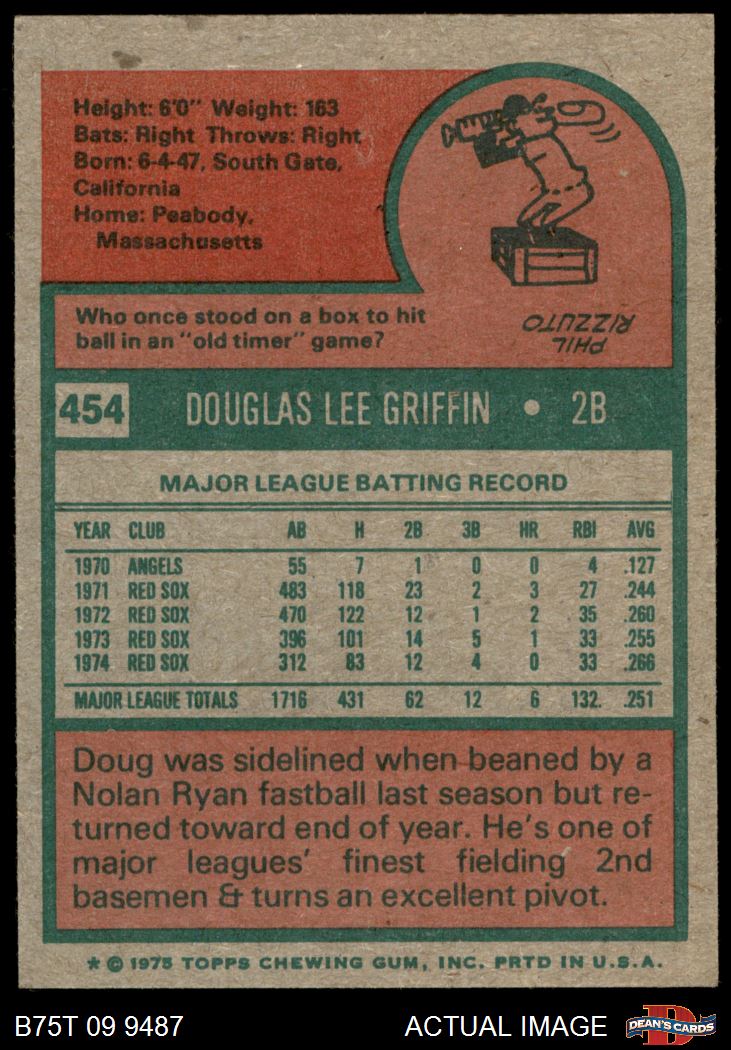 Height: 6'0" Weight: 163
Bats: Right Throws: Right
Born: 6-4-47, South Gate,
California
Home: Peabody,
Massachusetts
Who once stood on a box to hit
ball in an "old timer" game?
PHIL
RIZZUTO
454 DOUGLAS LEE GRIFFIN • 2B
MAJOR LEAGUE BATTING RECORD
YEAR CLUB AB H 2B 3B HR RBI AVG
1970 ANGELS 55 7 1 0 0 4 .127
1971 RED SOX 483 118 23 2 3 27 .244
1972 RED SOX 470 122 12 1 2 35 .260
1973 RED SOX 396 101 14 5 1 33 .255
1974 RED SOX 312 83 12 4 0 33 .266
MAJOR LEAGUE TOTALS 1716 431 62 12 6 132. .251
Doug was sidelined when beaned by a
Nolan Ryan fastball last season but re-
turned toward end of year. He's one of
major leagues' finest fielding 2nd
basemen & turns an excellent pivot.
* © 1975 TOPPS CHEWING GUM, INC. PRTD IN U.S.A.
B75T 09 9487 ACTUAL IMAGE DEAN'S CARDS